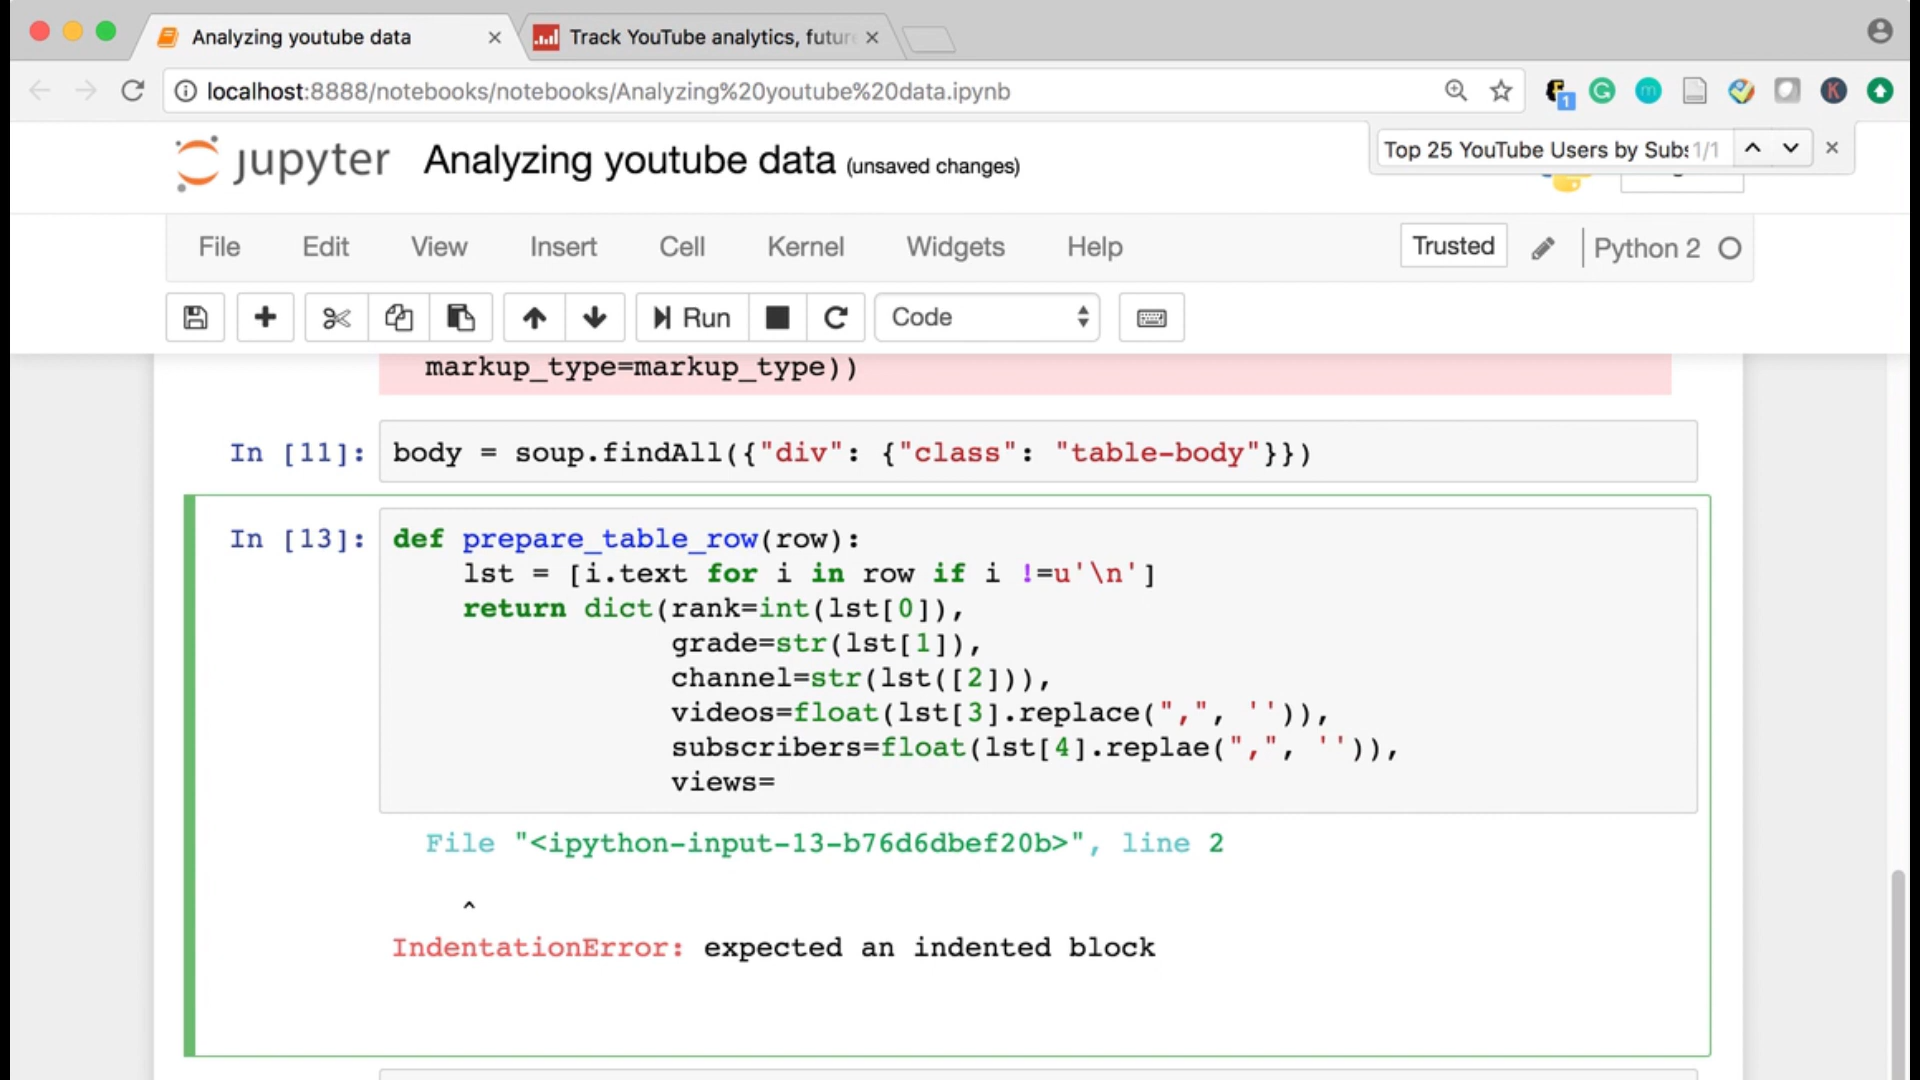 Analyzing youtube data
Track YouTube analytics, futur
localhost:8888/notebooks/notebooks/Analyzing%20youtube%20data.ipynb
1
G
m
K
jupyter Analyzing youtube data (unsaved changes)
Top 25 YouTube Users by Subs 1/1
File Edit View Insert Cell Kernel Widgets Help
Trusted
Python 2
Run
Code
markup_type=markup_type))
In [11]: body = soup.findAll({"div": {"class": "table-body"}})
In [13]: def prepare_table_row(row):
lst = [i.text for i in row if i !=u'\n']
return dict(rank=int(lst[0]),
grade=str(lst[1]),
channel=str(lst([2])),
videos=float(lst[3].replace(",", '')),
subscribers=float(lst[4].replae(",", '')),
views=
File "<ipython-input-13-b76d6dbef20b>", line 2
^
IndentationError: expected an indented block